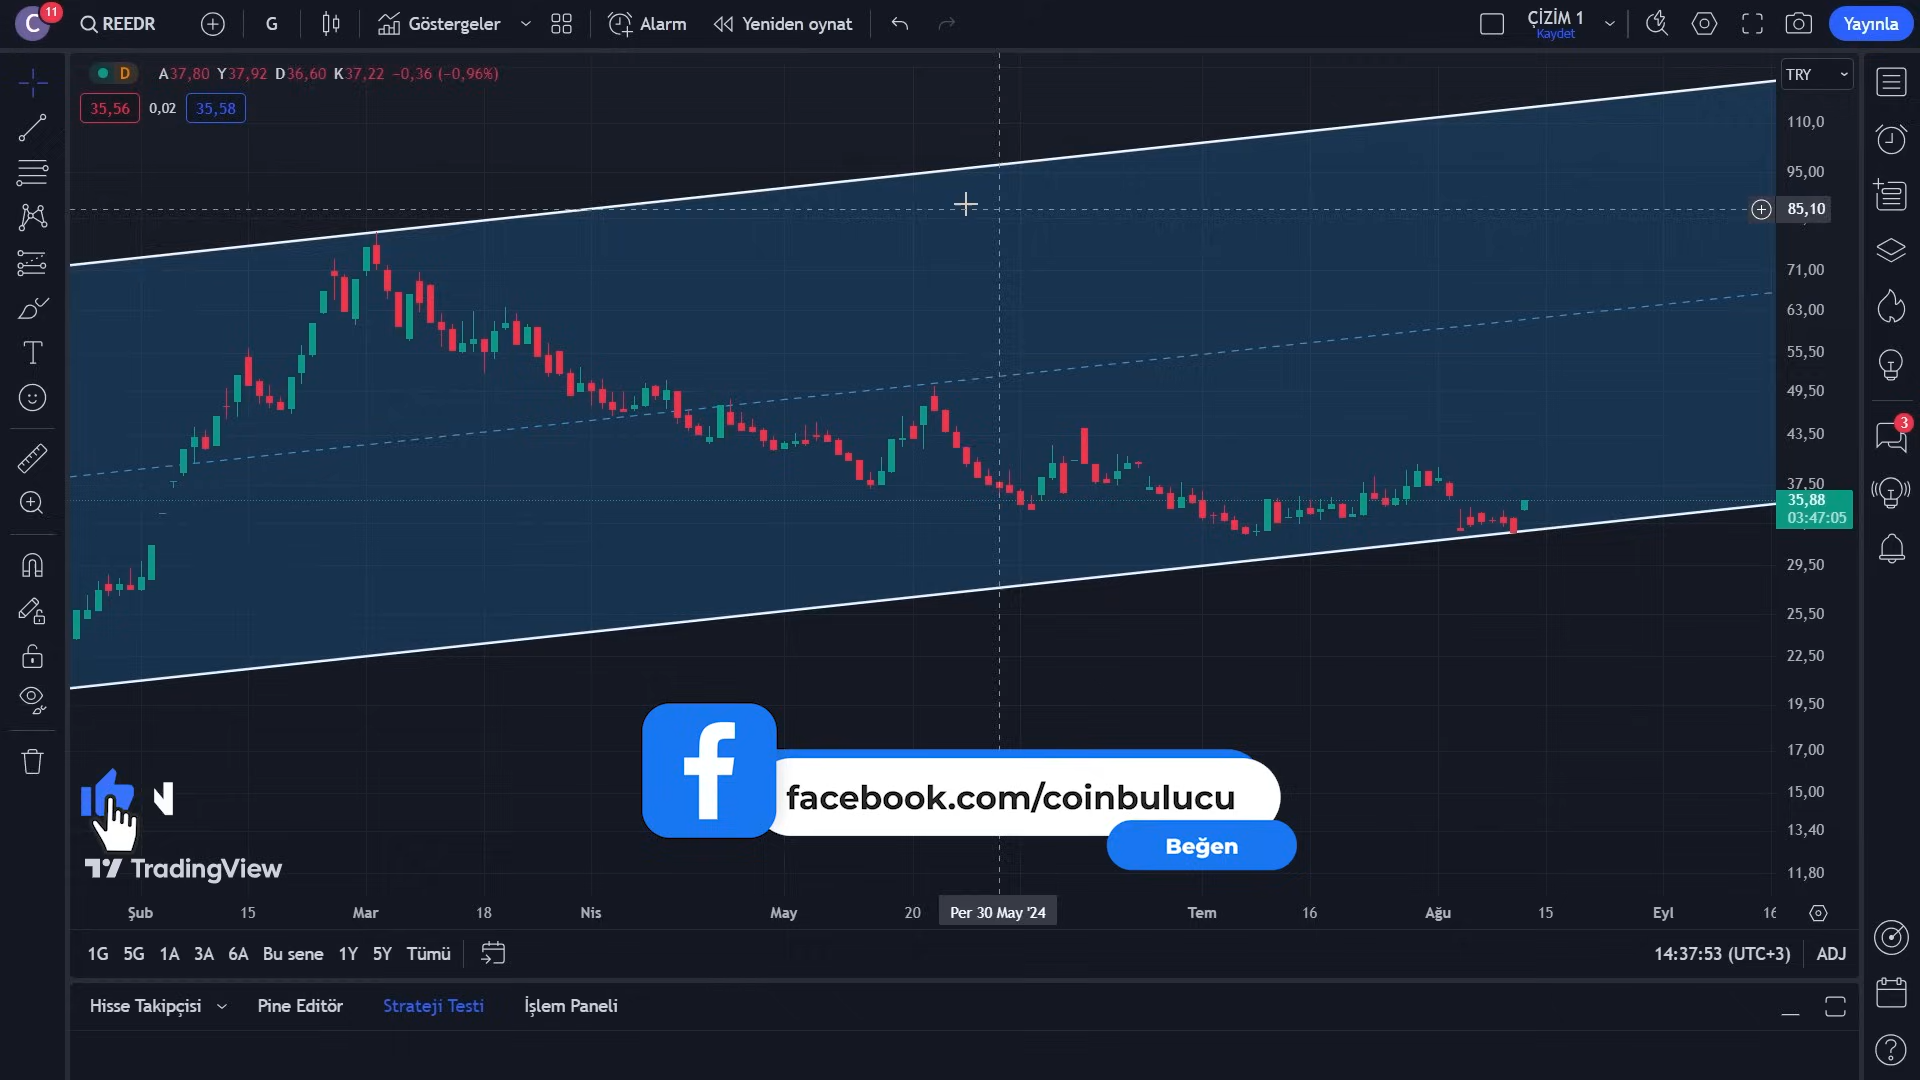 C 11 REEDR G Göstergeler Alarm Yeniden oynat ÇİZİM 1 Yayınla
Kaydet
D A37,80 Y37,92 D36,60 K37,22 −0,36 (−0,96%) TRY
35,56 0,02 35,58
110,0
95,00
85,10
71,00
63,00
55,50
49,50
43,50
3
37,50
35,88
03:47:05
29,50
25,50
22,50
19,50
17,00
15,00
13,40
11,80
f
facebook.com/coinbulucu
Beğen
N
TradingView
Şub 15 Mar 18 Nis May 20 Per 30 May '24 Tem 16 Ağu 15 Eyl 16
1G 5G 1A 3A 6A Bu sene 1Y 5Y Tümü 14:37:53 (UTC+3) ADJ
Hisse Takipçisi Pine Editör Strateji Testi İşlem Paneli